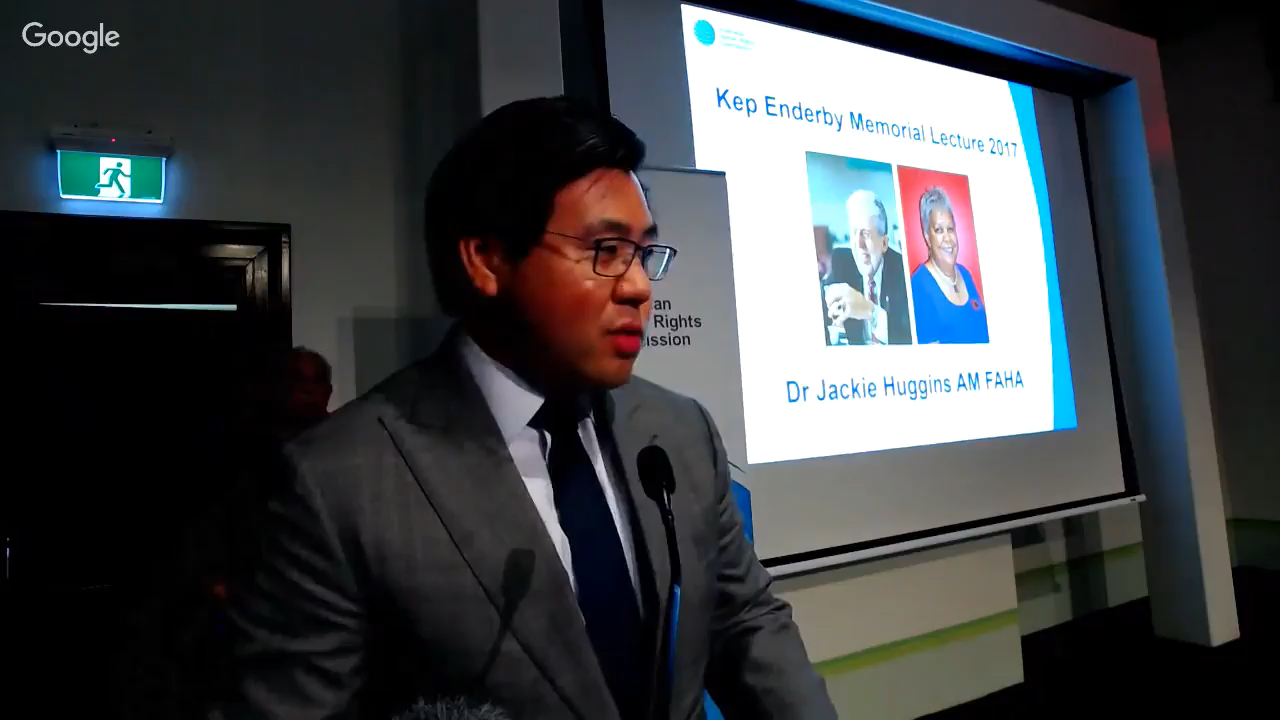 Google
Kep Enderby Memorial Lecture 2017
an
Rights
ission
Dr Jackie Huggins AM FAHA